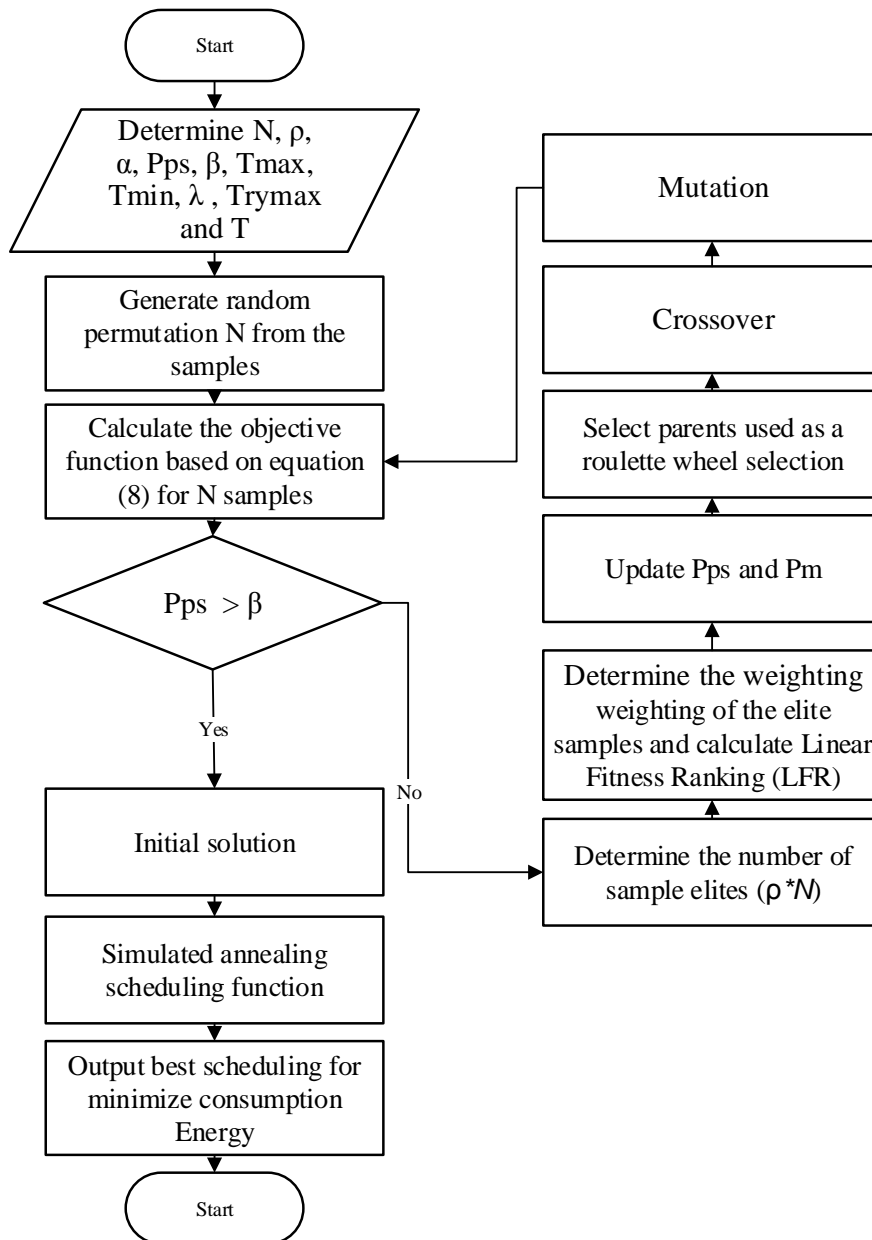 Start
Determine N, ρ,
α, Pps, β, Tmax,
Tmin, λ , Trymax
and T
Generate random
permutation N from the
samples
Calculate the objective
function based on equation
(8) for N samples
Pps > β
Yes
No
Initial solution
Simulated annealing
scheduling function
Output best scheduling for
minimize consumption
Energy
Start
Mutation
Crossover
Select parents used as a
roulette wheel selection
Update Pps and Pm
Determine the weighting
weighting of the elite
samples and calculate Linear
Fitness Ranking (LFR)
Determine the number of
sample elites (ρ*N)